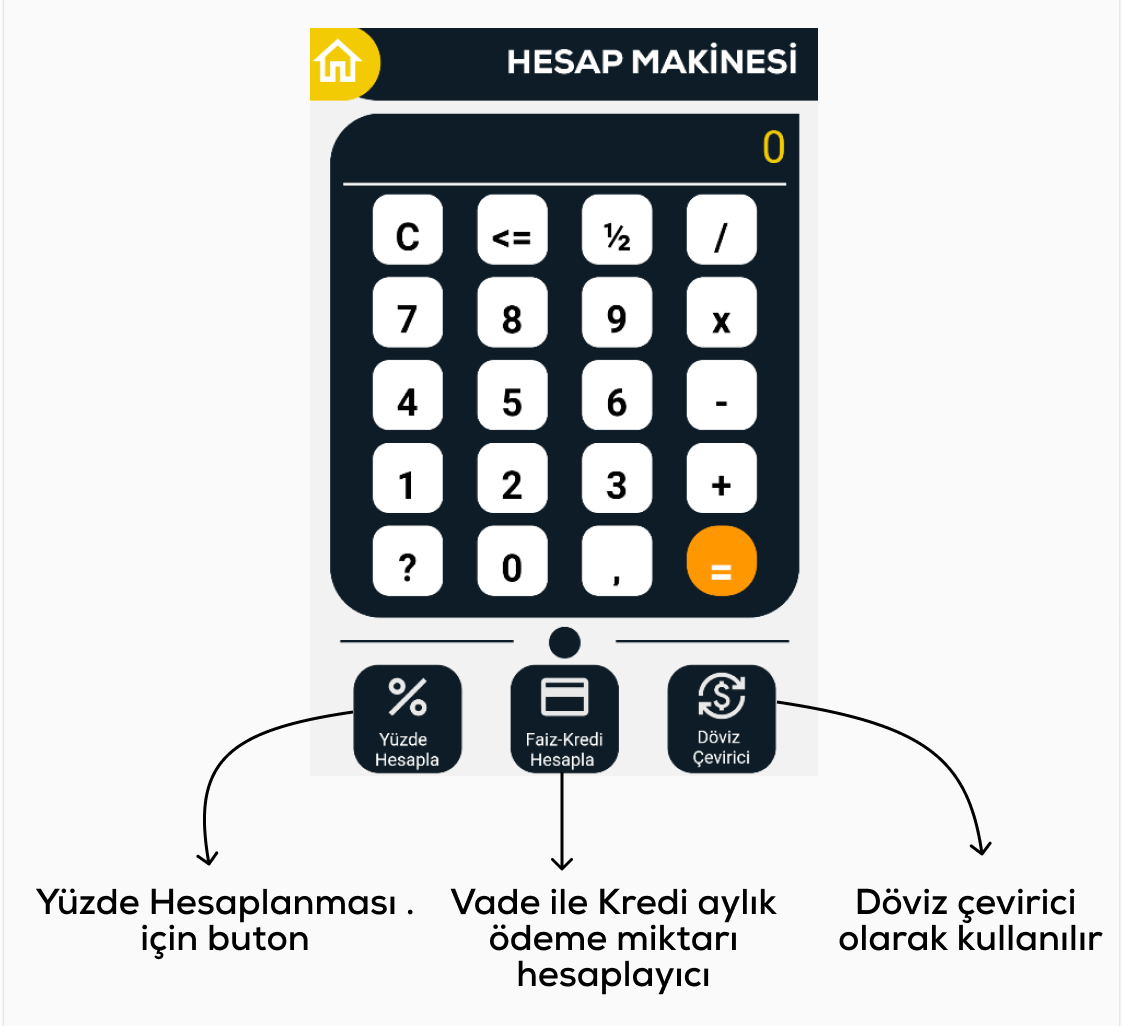 HESAP MAKİNESİ
0
C <= ½ /
7 8 9 x
4 5 6 -
1 2 3 +
? 0 , =
% $
Yüzde Hesapla
Faiz-Kredi Hesapla
Döviz Çevirici
Yüzde Hesaplanması .
için buton
Vade ile Kredi aylık
ödeme miktarı
hesaplayıcı
Döviz çevirici
olarak kullanılır